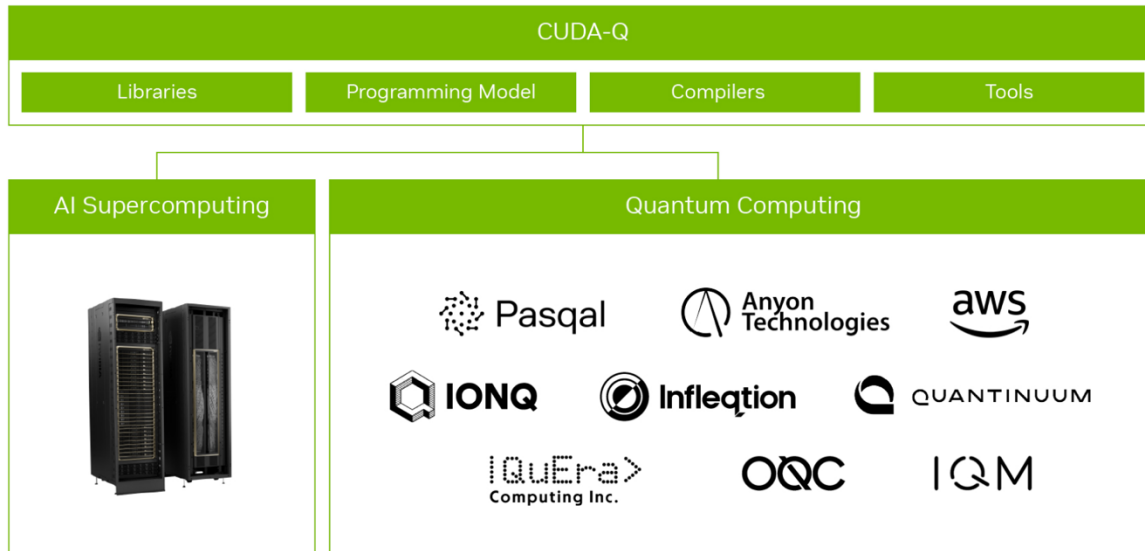 CUDA-Q
Libraries
Programming Model
Compilers
Tools
AI Supercomputing
Quantum Computing
Pasqal
Anyon
Technologies
aws
IONQ
Infleqtion
QUANTINUUM
|QuEra>
Computing Inc.
OQC
IQM